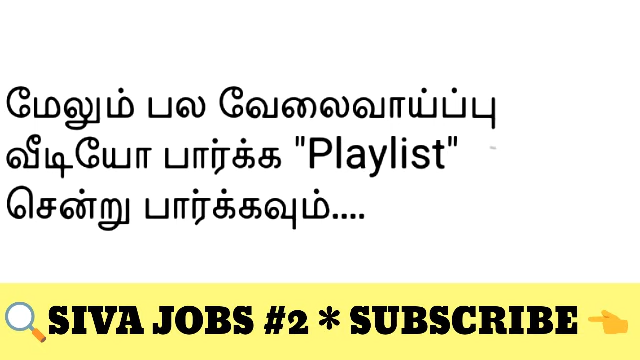 மேலும் பல வேலைவாய்ப்பு
வீடியோ பார்க்க "Playlist"
சென்று பார்க்கவும்....
SIVA JOBS #2 * SUBSCRIBE